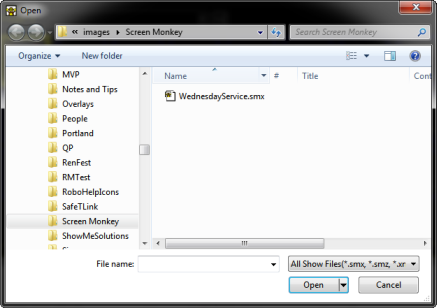 Open
« images ▸ Screen Monkey
Search Screen Monkey
Organize ▾ New folder
Name # Title Cont
MVP
Notes and Tips
Overlays
People
Portland
QP
RenFest
RMTest
RoboHelpIcons
SafeTLink
Screen Monkey
ShowMeSolutions
WednesdayService.smx
File name:
All Show Files(*.smx, *.smz, *.xr
Open
Cancel